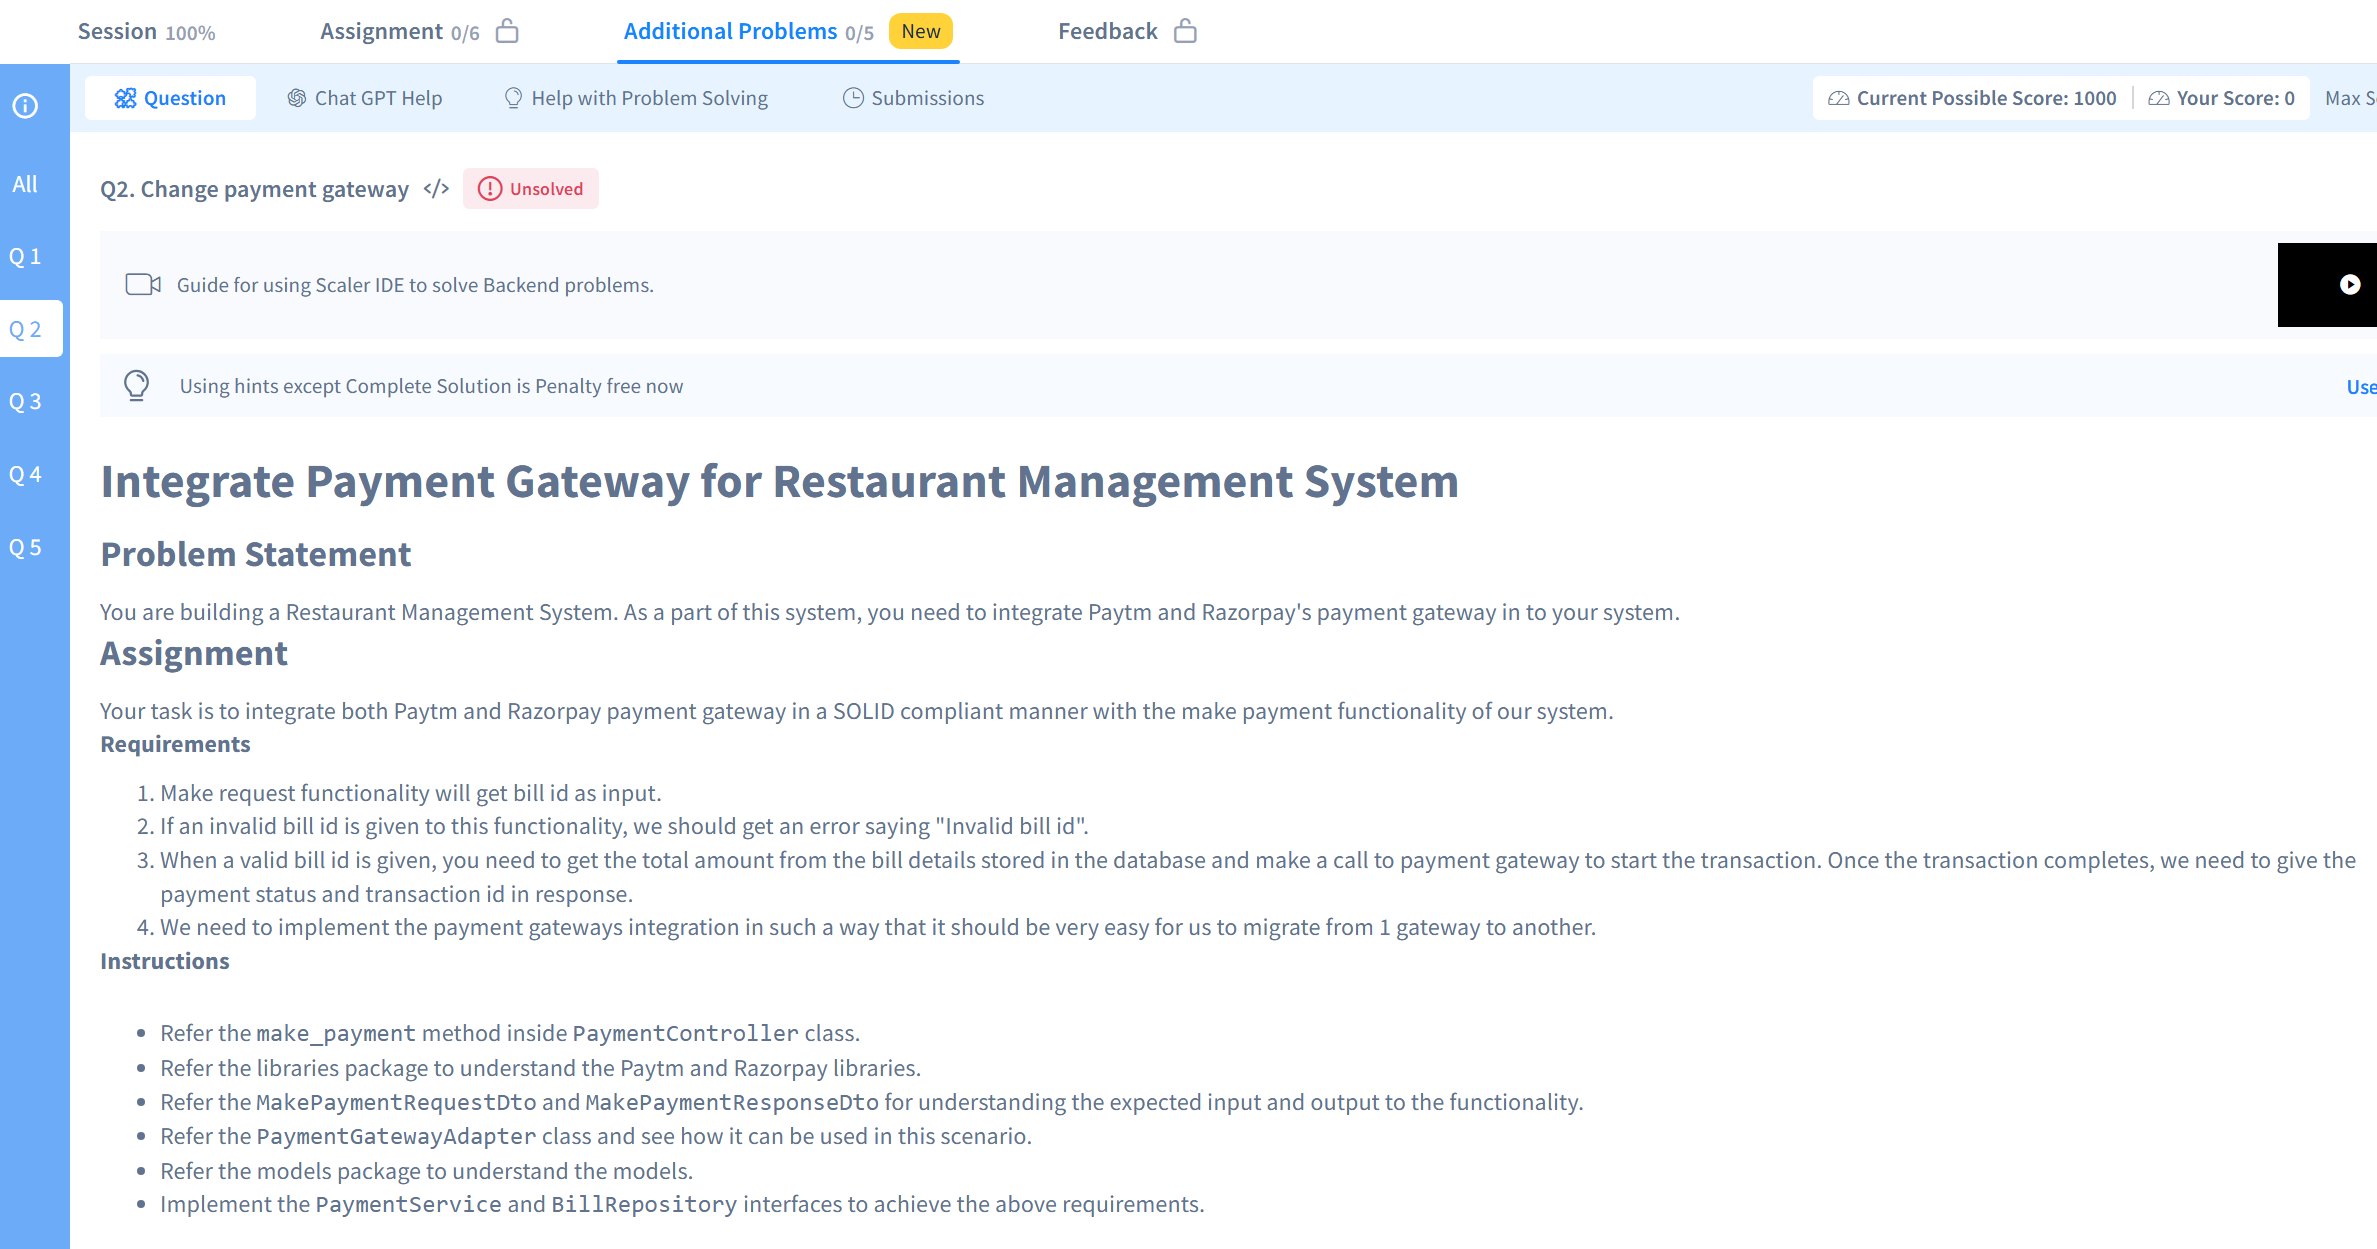 Session 100%
Assignment 0/6
Additional Problems 0/5 New
Feedback
Question
Chat GPT Help
Help with Problem Solving
Submissions
Current Possible Score: 1000
Your Score: 0
Max
All
Q 1
Q 2
Q 3
Q 4
Q 5
Q2. Change payment gateway </> Unsolved
Guide for using Scaler IDE to solve Backend problems.
Using hints except Complete Solution is Penalty free now
Use
Integrate Payment Gateway for Restaurant Management System
Problem Statement
You are building a Restaurant Management System. As a part of this system, you need to integrate Paytm and Razorpay's payment gateway in to your system.
Assignment
Your task is to integrate both Paytm and Razorpay payment gateway in a SOLID compliant manner with the make payment functionality of our system.
Requirements
1. Make request functionality will get bill id as input.
2. If an invalid bill id is given to this functionality, we should get an error saying "Invalid bill id".
3. When a valid bill id is given, you need to get the total amount from the bill details stored in the database and make a call to payment gateway to start the transaction. Once the transaction completes, we need to give the
payment status and transaction id in response.
4. We need to implement the payment gateways integration in such a way that it should be very easy for us to migrate from 1 gateway to another.
Instructions
• Refer the make_payment method inside PaymentController class.
• Refer the libraries package to understand the Paytm and Razorpay libraries.
• Refer the MakePaymentRequestDto and MakePaymentResponseDto for understanding the expected input and output to the functionality.
• Refer the PaymentGatewayAdapter class and see how it can be used in this scenario.
• Refer the models package to understand the models.
• Implement the PaymentService and BillRepository interfaces to achieve the above requirements.